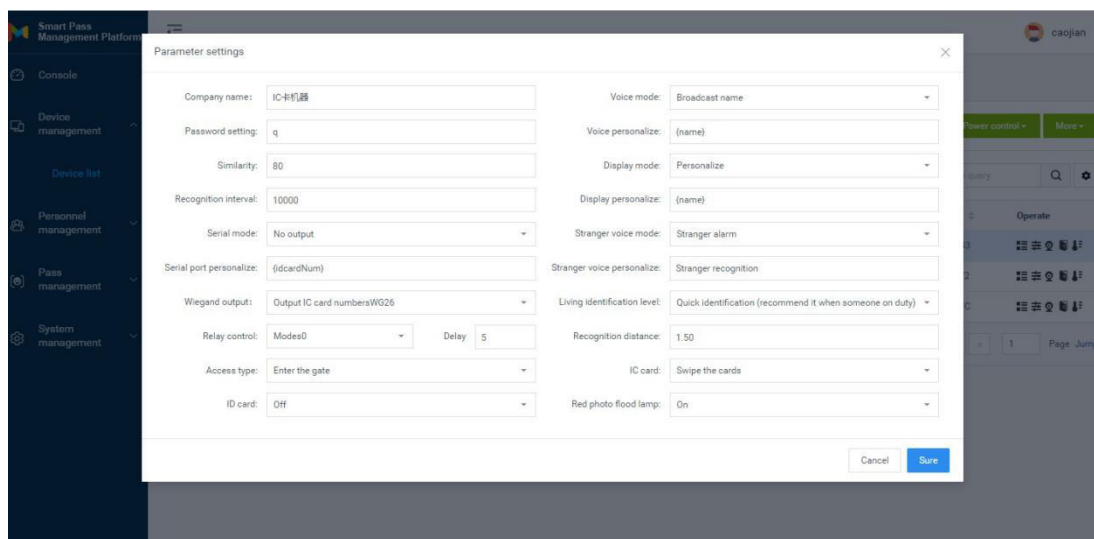 Smart Pass
Management Platform
caojian
Console
Device
management
Device list
Personnel
management
Pass
management
System
management
Power control
More
query
Operate
1
Page
Parameter settings
Company name: IC卡机器
Voice mode: Broadcast name
Password setting: q
Voice personalize: {name}
Similarity: 80
Display mode: Personalize
Recognition interval: 10000
Display personalize: {name}
Serial mode: No output
Stranger voice mode: Stranger alarm
Serial port personalize: {idcardNum}
Stranger voice personalize: Stranger recognition
Wiegand output: Output IC card numbersWG26
Living identification level: Quick identification (recommend it when someone on duty)
Relay control: Modes0 Delay 5
Recognition distance: 1.50
Access type: Enter the gate
IC card: Swipe the cards
ID card: Off
Red photo flood lamp: On
Cancel
Sure